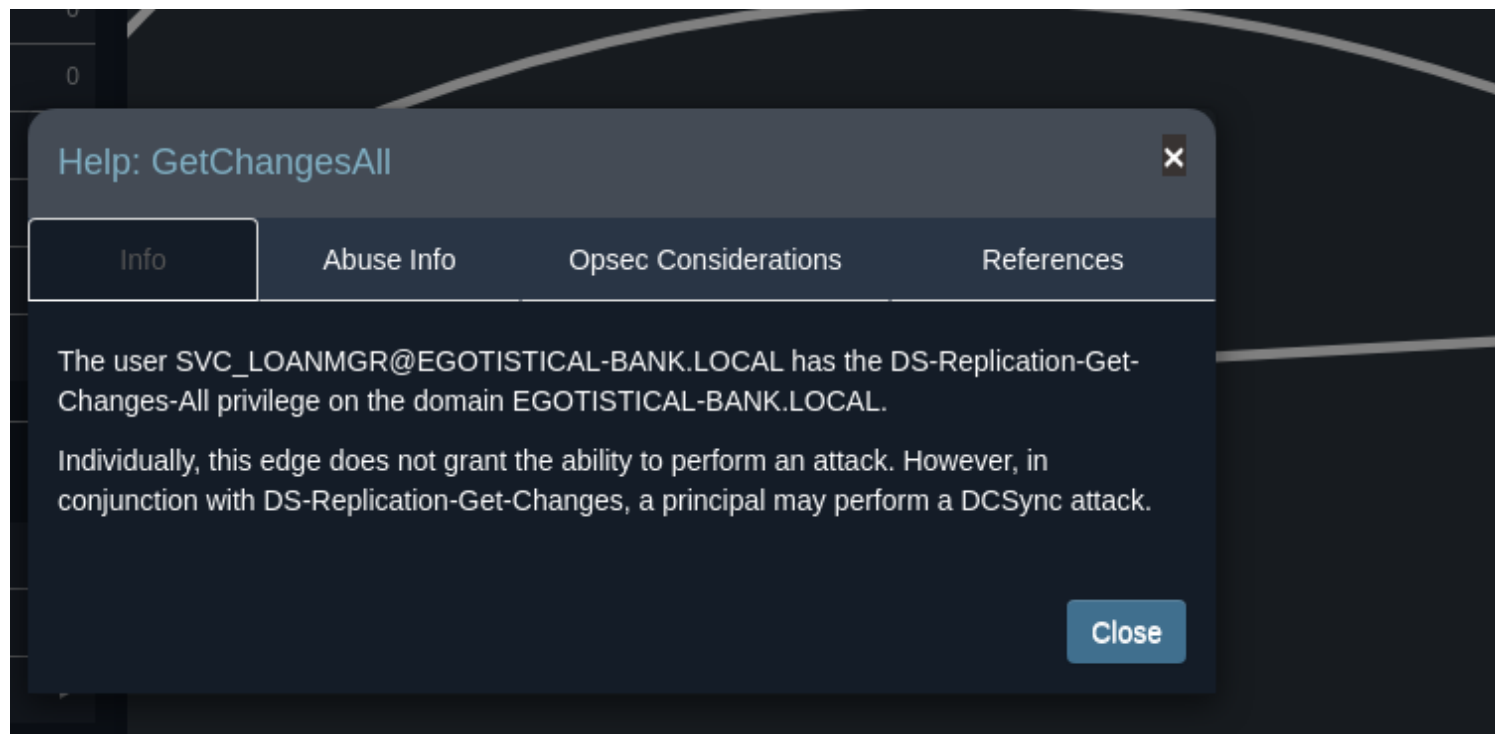 0
0
Help: GetChangesAll
×
Info
Abuse Info
Opsec Considerations
References
The user SVC_LOANMGR@EGOTISTICAL-BANK.LOCAL has the DS-Replication-Get-
Changes-All privilege on the domain EGOTISTICAL-BANK.LOCAL.
Individually, this edge does not grant the ability to perform an attack. However, in
conjunction with DS-Replication-Get-Changes, a principal may perform a DCSync attack.
Close